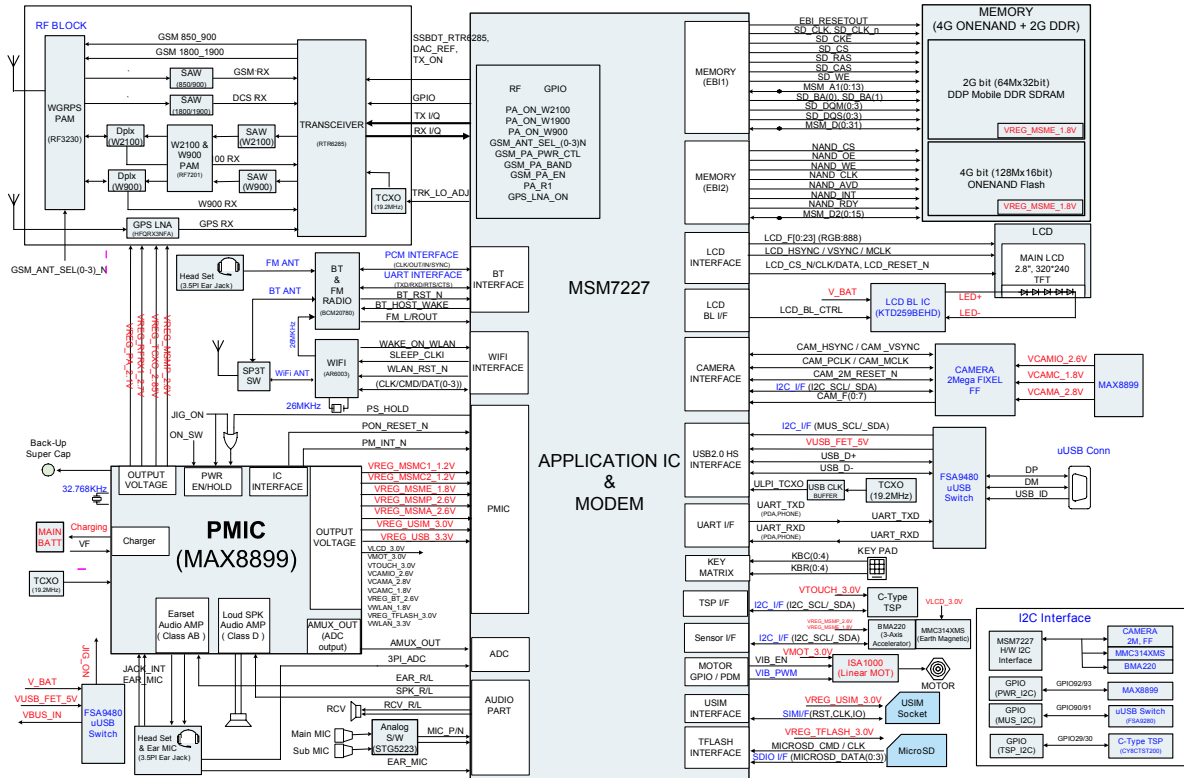 RF BLOCK
GSM 850_900
GSM 1800_1900
WGRPS
PAM
(RF3230)
SAW
(850/900)
GSM RX
SAW
(1800/1900)
DCS RX
Dplx
(W2100)
W2100 &
W900
PAM
(RF7201)
SAW
(W2100)
00 RX
Dplx
(W900)
SAW
(W900)
W900 RX
GPS LNA
(HFQRX3NFA)
GPS RX
TRANSCEIVER
(RTR6285)
TCXO
(19.2MHz)
TRK_LO_ADJ
GSM_ANT_SEL(0-3)_N
SSBDT_RTR6285,
DAC_REF,
TX_ON
GPIO
TX I/Q
RX I/Q
RF GPIO
PA_ON_W2100
PA_ON_W1900
PA_ON_W900
GSM_ANT_SEL_(0-3)N
GSM_PA_PWR_CTL
GSM_PA_BAND
GSM_PA_EN
PA_R1
GPS_LNA_ON
MSM7227
APPLICATION IC
&
MODEM
VREG_PA_2.1V
VREG_RFRX1_2.7V
VREG_TCXO_2.85V
VREG_MSMP_2.6V
Head Set
(3.5PI Ear Jack)
FM ANT
BT ANT
BT
&
FM
RADIO
(BCM20780)
PCM INTERFACE
(CLK/OUT/IN/SYNC)
UART INTERFACE
(TXD/RXD/RTS/CTS)
BT_RST_N
BT_HOST_WAKE
FM_L/ROUT
BT
INTERFACE
26MKHz
SP3T
SW
WiFi ANT
WIFI
(AR6003)
26MKHz
WAKE_ON_WLAN
SLEEP_CLKI
WLAN_RST_N
(CLK/CMD/DAT(0-3))
WIFI
INTERFACE
JIG_ON
ON_SW
PS_HOLD
PON_RESET_N
PM_INT_N
Back-Up
Super Cap
32.768KHz
OUTPUT
VOLTAGE
PWR
EN/HOLD
IC
INTERFACE
PMIC
(MAX8899)
OUTPUT
VOLTAGE
MAIN
BATT
Charging
VF
Charger
TCXO
(19.2MHz)
VREG_MSMC1_1.2V
VREG_MSMC2_1.2V
VREG_MSME_1.8V
VREG_MSMP_2.6V
VREG_MSMA_2.6V
VREG_USIM_3.0V
VREG_USB_3.3V
VLCD_3.0V
VMOT_3.0V
VTOUCH_3.0V
VCAMIO_2.6V
VCAMA_2.8V
VCAMC_1.8V
VREG_BT_2.6V
VWLAN_1.8V
VREG_TFLASH_3.0V
VWLAN_3.3V
PMIC
Earset
Audio AMP
( Class AB)
Loud SPK
Audio AMP
( Class D )
AMUX_OUT
(ADC
output)
AMUX_OUT
3PI_ADC
ADC
JIG_ON
JACK_INT
EAR_MIC
EAR_R/L
SPK_R/L
V_BAT
VUSB_FET_5V
VBUS_IN
FSA9480
uUSB
Switch
Head Set
& Ear MIC
(3.5PI Ear Jack)
RCV
RCV_R/L
Main MIC
Sub MIC
Analog
S/W
(STG5223)
MIC_P/N
EAR_MIC
AUDIO
PART
MEMORY
(EBI1)
EBI_RESETOUT
SD_CLK, SD_CLK_n
SD_CKE
SD_CS
SD_RAS
SD_CAS
SD_WE
MSM_A1(0:13)
SD_BA(0), SD_BA(1)
SD_DQM(0:3)
SD_DQS(0:3)
MSM_D(0:31)
MEMORY
(4G ONENAND + 2G DDR)
2G bit (64Mx32bit)
DDP Mobile DDR SDRAM
VREG_MSME_1.8V
MEMORY
(EBI2)
NAND_CS
NAND_OE
NAND_WE
NAND_CLK
NAND_AVD
NAND_INT
NAND_RDY
MSM_D2(0:15)
4G bit (128Mx16bit)
ONENAND Flash
VREG_MSME_1.8V
LCD
INTERFACE
LCD_F[0:23] (RGB:888)
LCD_HSYNC / VSYNC / MCLK
LCD_CS_N/CLK/DATA, LCD_RESET_N
LCD
MAIN LCD
2.8", 320*240
TFT
LCD
BL I/F
V_BAT
LCD_BL_CTRL
LCD BL IC
(KTD259BEHD)
LED+
LED-
CAMERA
INTERFACE
CAM_HSYNC / CAM_VSYNC
CAM_PCLK / CAM_MCLK
CAM_2M_RESET_N
I2C_I/F (I2C_SCL/_SDA)
CAM_F(0:7)
CAMERA
2Mega FIXEL
FF
VCAMIO_2.6V
VCAMC_1.8V
VCAMA_2.8V
MAX8899
USB2.0 HS
INTERFACE
I2C_I/F (MUS_SCL/_SDA)
VUSB_FET_5V
USB_D+
USB_D-
ULPI_TCXO
USB CLK
BUFFER
TCXO
(19.2MHz)
FSA9480
uUSB
Switch
uUSB Conn
DP
DM
USB_ID
UART I/F
UART_TXD
(PDA,PHONE)
UART_TXD
UART_RXD
(PDA,PHONE)
UART_RXD
KEY
MATRIX
KBC(0:4)
KBR(0:4)
KEY PAD
TSP I/F
VTOUCH_3.0V
I2C_I/F (I2C_SCL/_SDA)
C-Type
TSP
Sensor I/F
VREG_MSMP_2.6V
VREG_MSME_1.8V
I2C_I/F (I2C_SCL/_SDA)
BMA220
(3-Axis
Accelerator)
VLCD_3.0V
MMC314XMS
(Earth Magnetic)
MOTOR
GPIO / PDM
VMOT_3.0V
VIB_EN
VIB_PWM
ISA1000
(Linear MOT)
MOTOR
USIM
INTERFACE
VREG_USIM_3.0V
SIMI/F(RST,CLK,IO)
USIM
Socket
TFLASH
INTERFACE
VREG_TFLASH_3.0V
MICROSD_CMD / CLK
SDIO I/F (MICROSD_DATA(0:3))
MicroSD
I2C Interface
MSM7227
H/W I2C
Interface
CAMERA
2M, FF
MMC314XMS
BMA220
GPIO
(PWR_I2C)
GPIO92/93
MAX8899
GPIO
(MUS_I2C)
GPIO90/91
uUSB Switch
(FSA9280)
GPIO
(TSP_I2C)
GPIO29/30
C-Type TSP
(CY8CTST200)